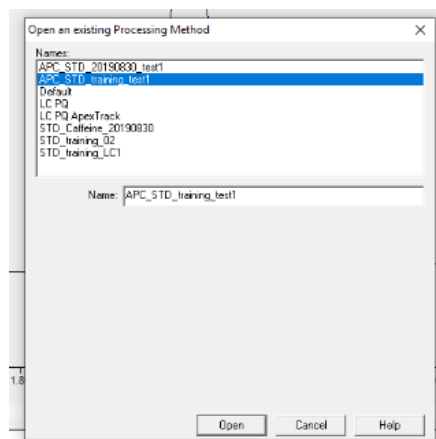 Open an existing Processing Method
Names:
APC_STD_20190830_test1
APC_STD_training_test1
Default
LC PQ
LC PQ ApexTrack
STD_Caffeine_20190830
STD_training_02
STD_training_LC1
Name: APC_STD_training_test1
1.8
Open Cancel Help